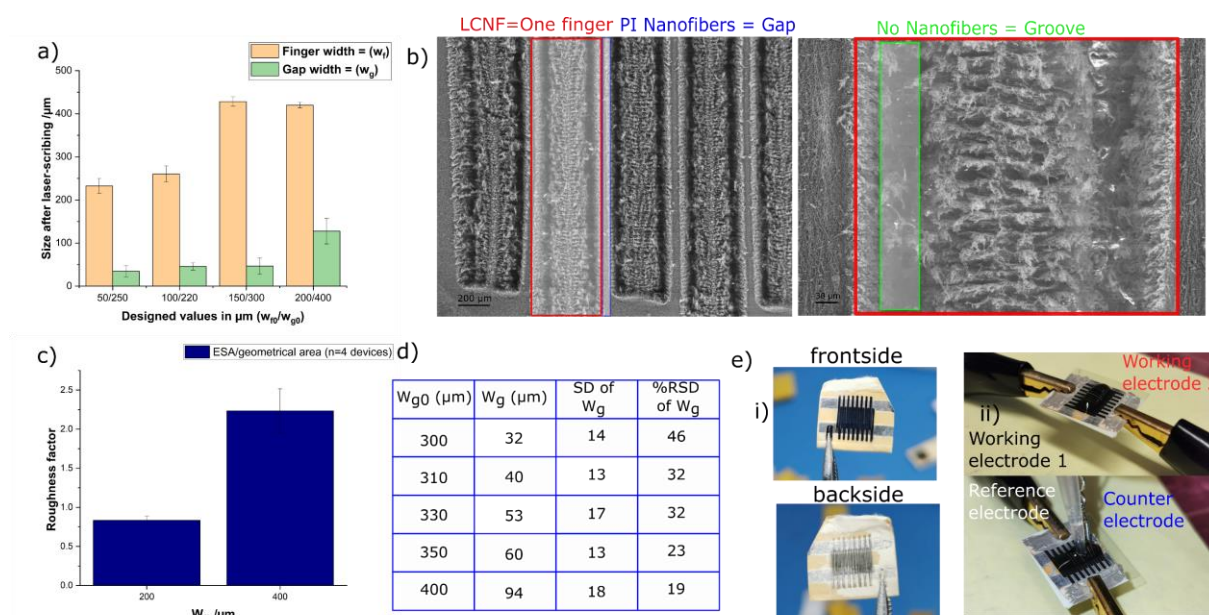 LCNF=One finger PI Nanofibers = Gap
No Nanofibers = Groove
a)
Finger width = (wf)
Gap width = (wg)
500
400
300
200
100
0
Size after laser-scribing /µm
50/250 100/220 150/300 200/400
Designed values in µm (wf0/wg0)
b)
200 µm
50 µm
c)
ESA/geometrical area (n=4 devices)
2.5
2.0
1.5
1.0
0.5
0.0
Roughness factor
200 400
d)
Wg0 (µm) Wg (µm) SD of Wg %RSD of Wg
300 32 14 46
310 40 13 32
330 53 17 32
350 60 13 23
400 94 18 19
e)
frontside
i)
backside
Working
electrode
ii)
Working
electrode 1
Reference
electrode
Counter
electrode